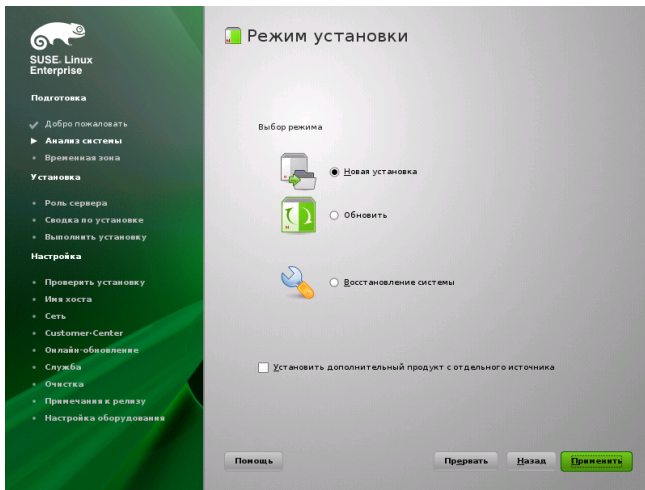 SUSE. Linux
Enterprise
Подготовка
Добро пожаловать
Анализ системы
Временная зона
Установка
Роль сервера
Сводка по установке
Выполнить установку
Настройка
Проверить установку
Имя хоста
Сеть
Customer-Center
Онлайн-обновление
Служба
Очистка
Примечания к релизу
Настройка оборудования
Режим установки
Выбор режима
Новая установка
Обновить
Восстановление системы
Установить дополнительный продукт с отдельного источника
Помощь
Прервать
Назад
Применить